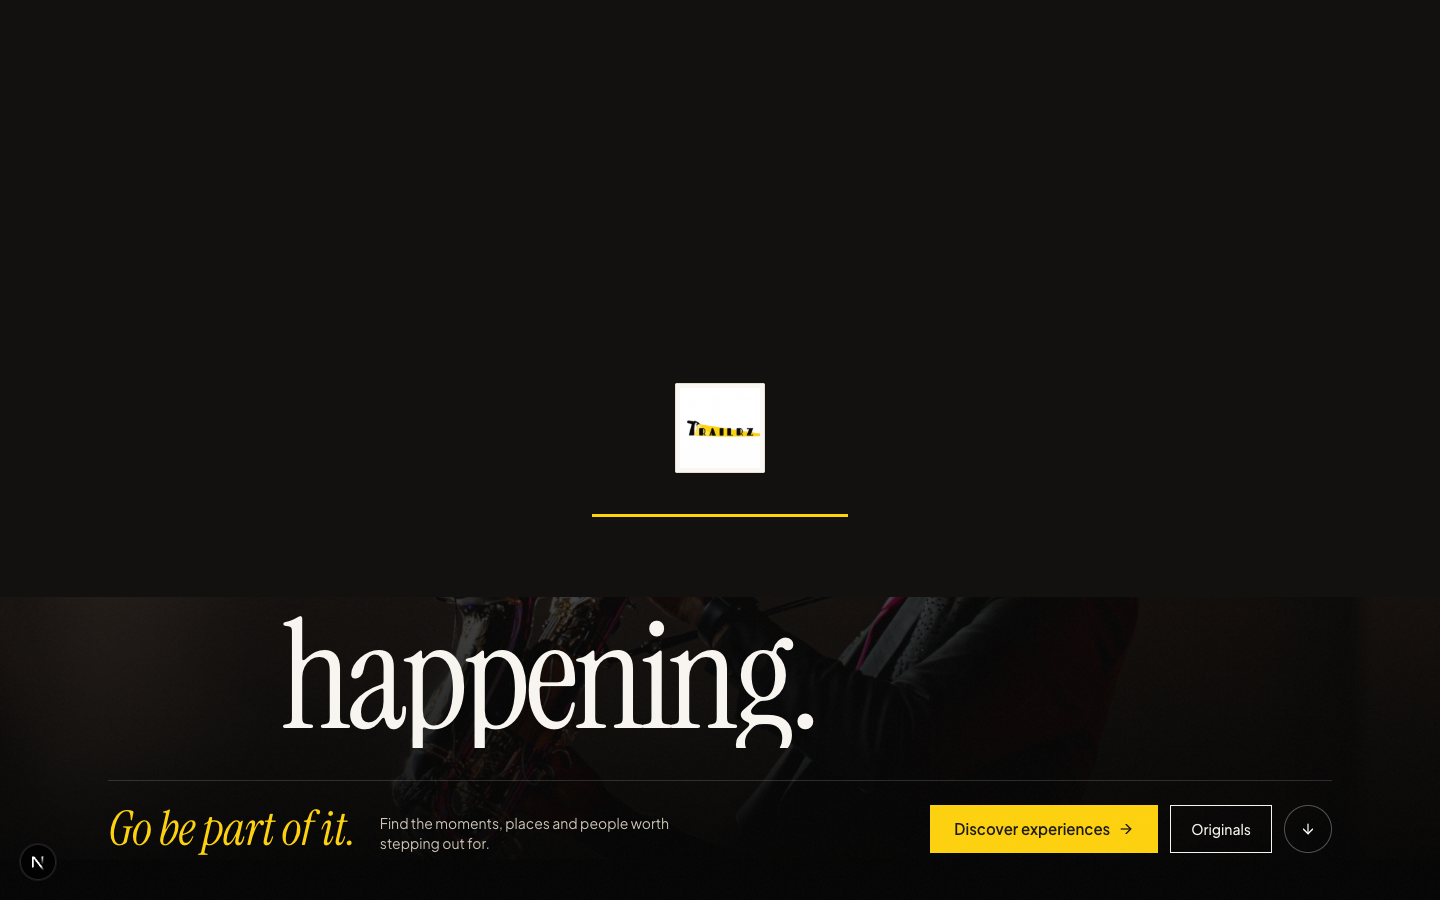 TRAILRZ
happening.
Go be part of it.
Find the moments, places and people worth
stepping out for.
Discover experiences →
Originals
N